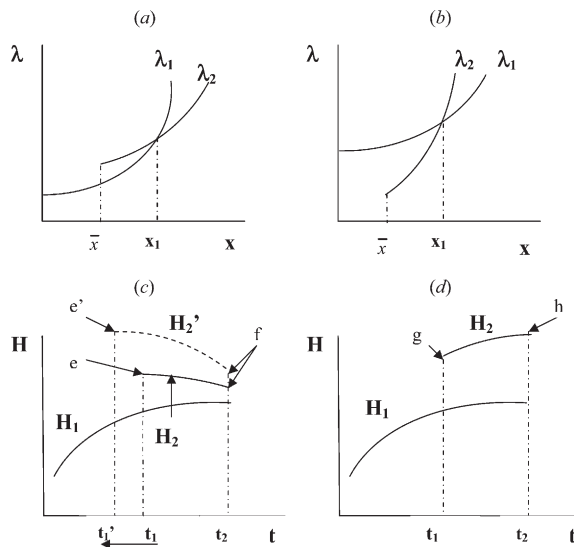 (a)
(b)
λ
λ₁
λ₂
λ
λ₂
λ₁
x̄
x₁
x
x̄
x₁
x
(c)
(d)
e'
H₂'
f
h
H
e
H
g
H₂
H₁
H₂
H₁
t₁'
t₁
t₂
t
t₁
t₂
t